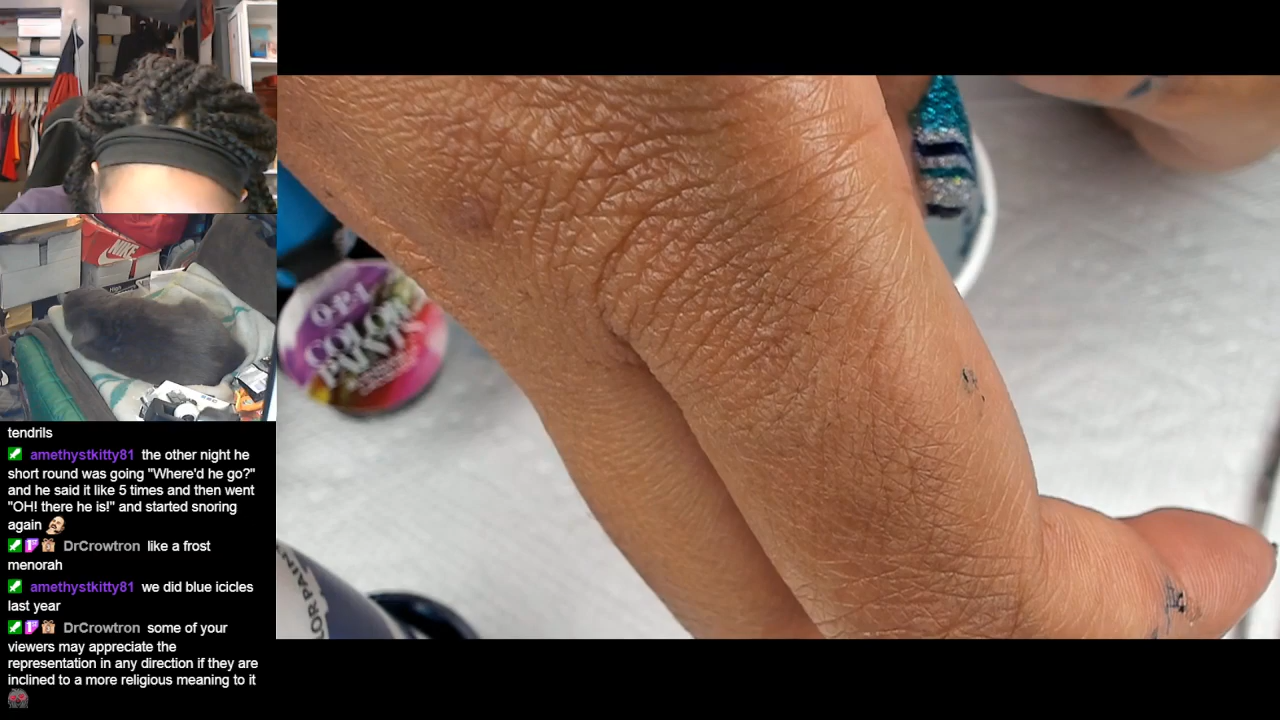 NIKE
O·P·I
COLOR
PAINTS
LOR PAIN
tendrils
amethystkitty81 the other night he
short round was going "Where'd he go?"
and he said it like 5 times and then went
"OH! there he is!" and started snoring
again
DrCrowtron like a frost
menorah
amethystkitty81 we did blue icicles
last year
DrCrowtron some of your
viewers may appreciate the
representation in any direction if they are
inclined to a more religious meaning to it